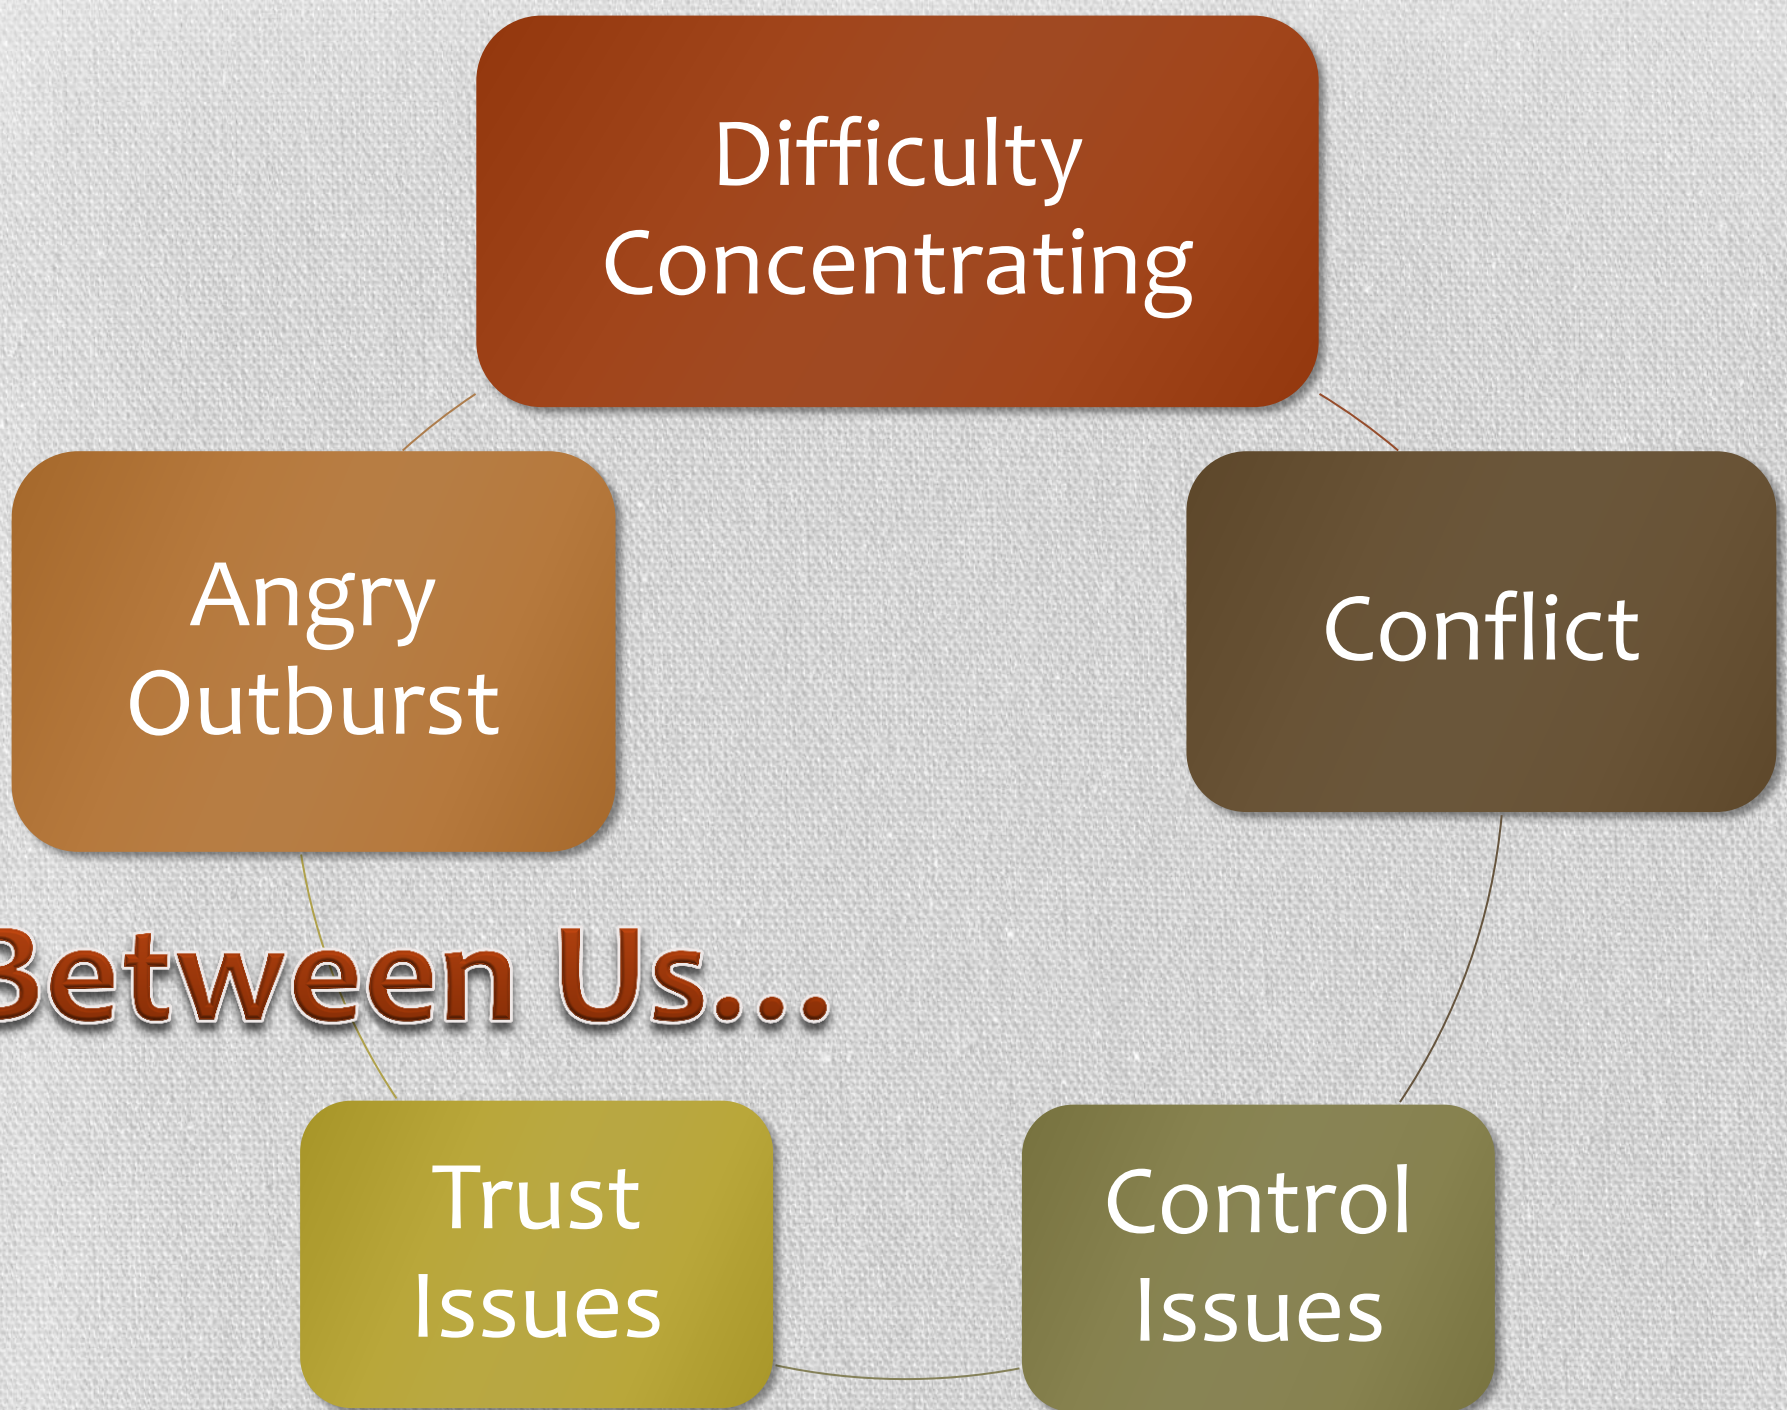 Difficulty
Concentrating
Angry
Outburst
Conflict
Between Us...
Trust
Issues
Control
Issues